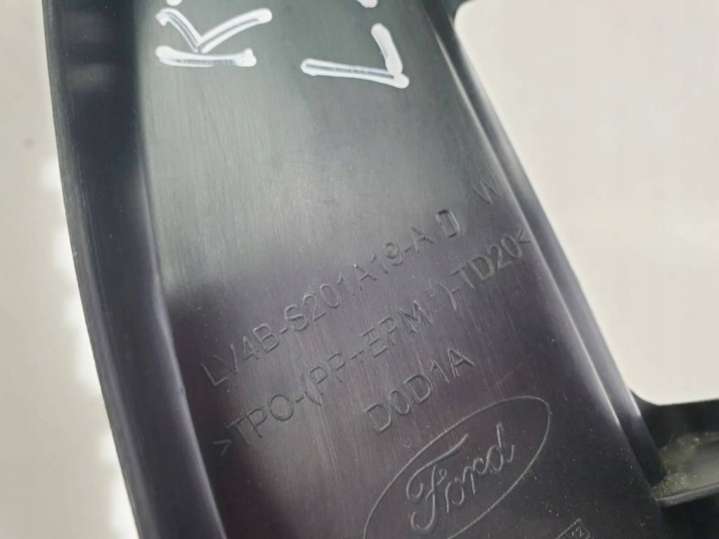 K
L
LV4B-S201A19-A D W
>TPO-(PP+EPM*)-TD20<
D0D1A
Ford